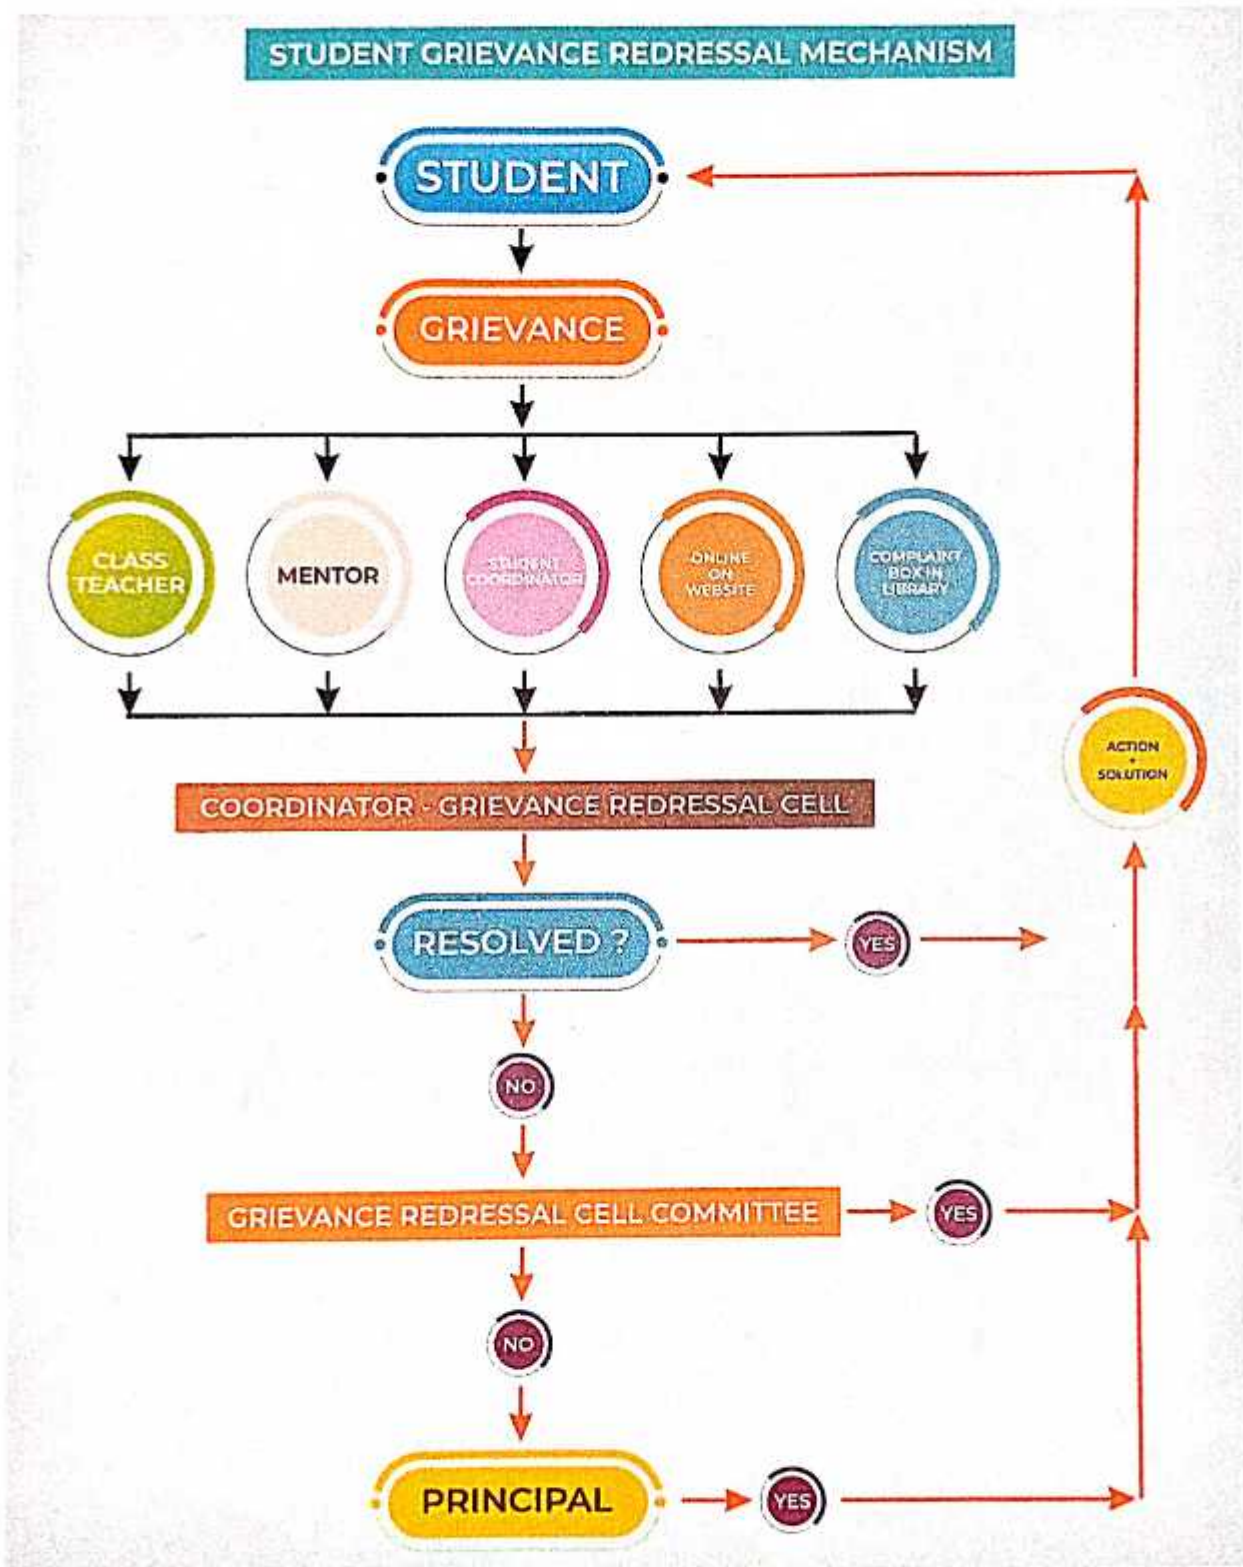 STUDENT GRIEVANCE REDRESSAL MECHANISM
STUDENT
GRIEVANCE
CLASS
TEACHER
MENTOR
STUDENT
COORDINATOR
ONLINE
ON
WEBSITE
COMPLAINT
BOX IN
LIBRARY
ACTION
+
SOLUTION
COORDINATOR - GRIEVANCE REDRESSAL CELL
RESOLVED ?
YES
NO
GRIEVANCE REDRESSAL CELL COMMITTEE
YES
NO
PRINCIPAL
YES